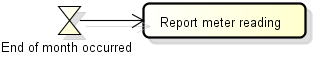 Report meter reading
End of month occurred